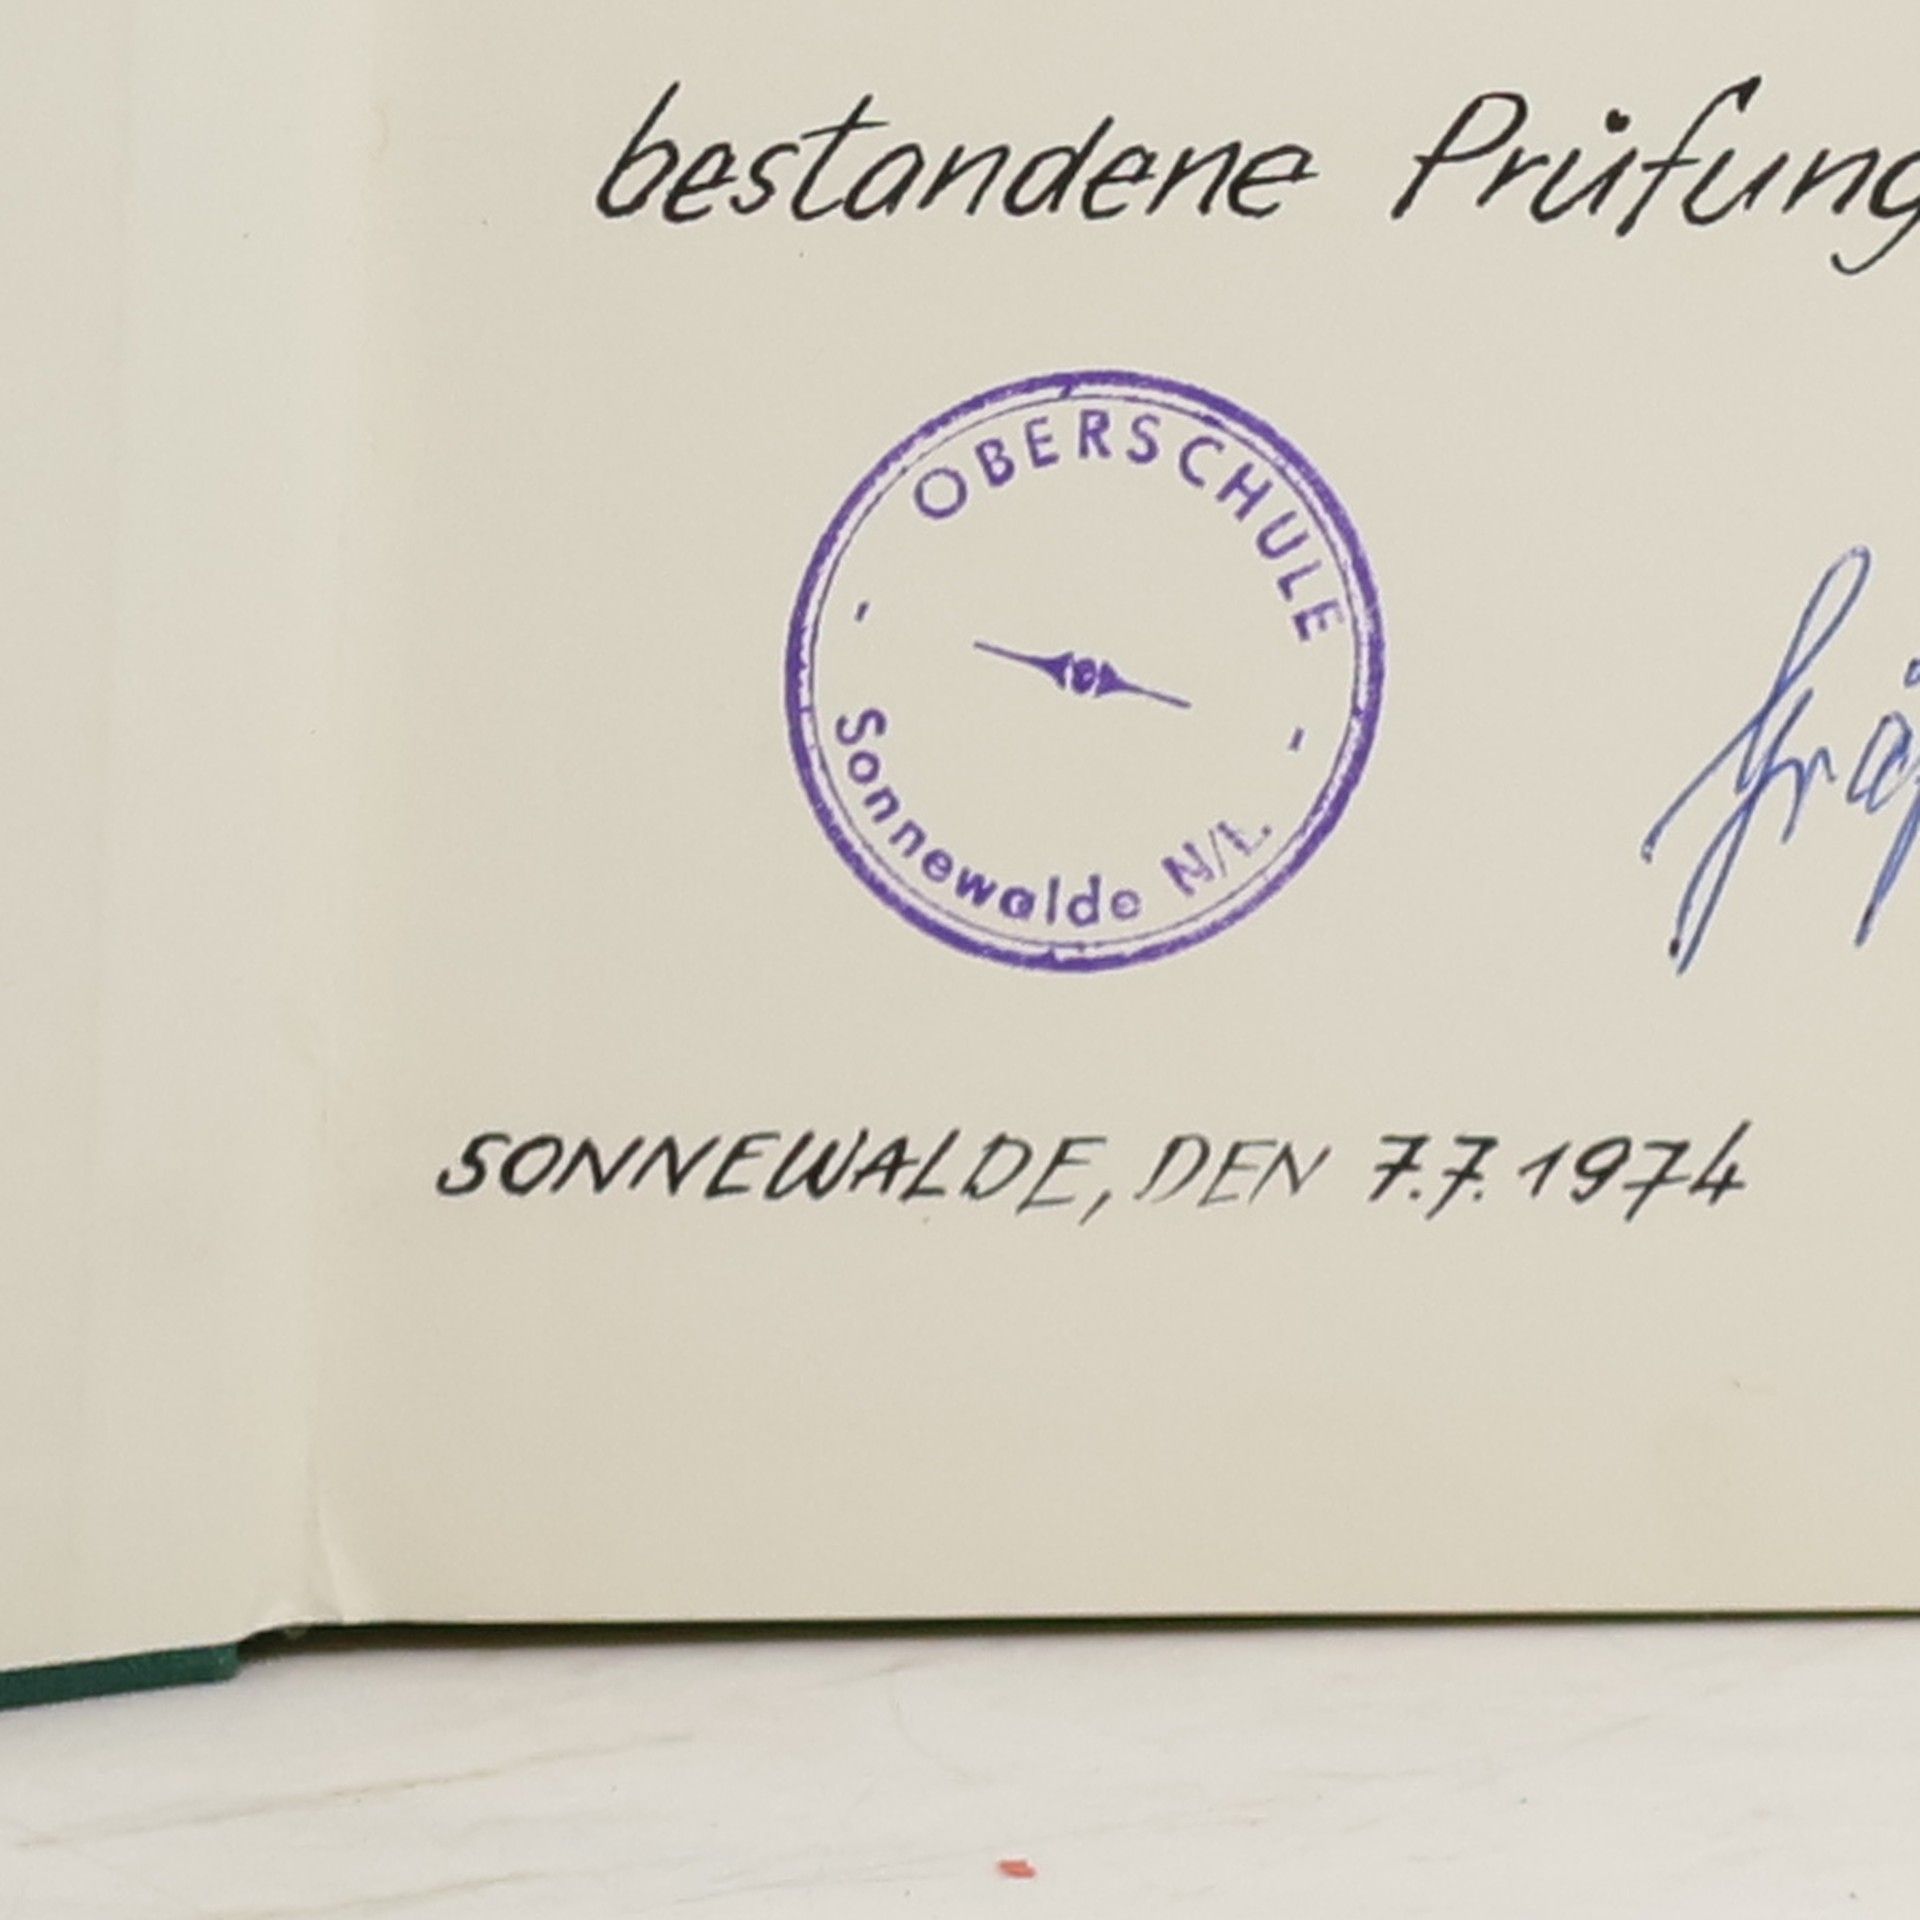 bestandene Prüfung
OBERSCHULE
Sonnewalde N/L.
SONNEWALDE, DEN 7.7.1974